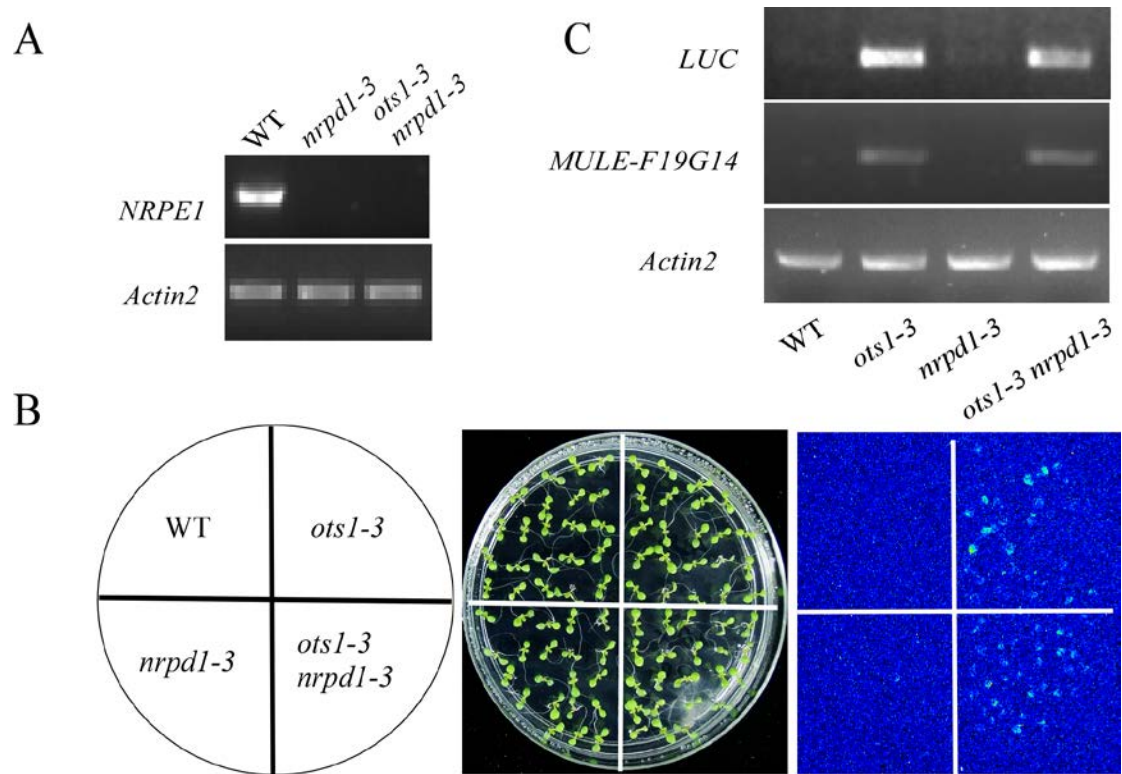 A
WT
nrpd1-3
ots1-3
nrpd1-3
NRPE1
Actin2
C
LUC
MULE-F19G14
Actin2
WT
ots1-3
nrpd1-3
ots1-3 nrpd1-3
B
WT
ots1-3
nrpd1-3
ots1-3
nrpd1-3